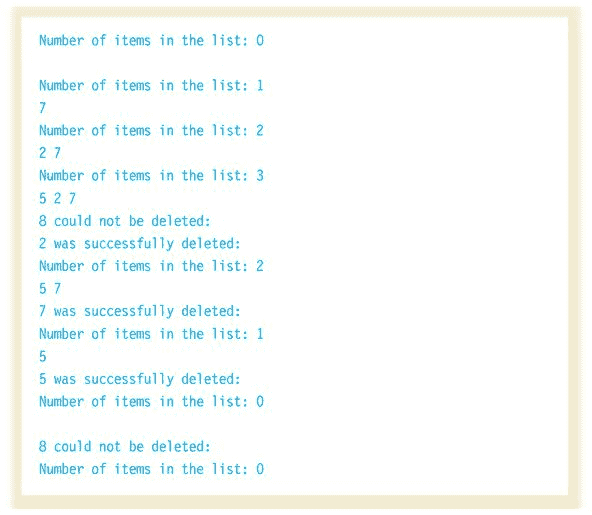 Number of items in the list: 0
Number of items in the list: 1
7
Number of items in the list: 2
2 7
Number of items in the list: 3
5 2 7
8 could not be deleted:
2 was successfully deleted:
Number of items in the list: 2
5 7
7 was successfully deleted:
Number of items in the list: 1
5
5 was successfully deleted:
Number of items in the list: 0
8 could not be deleted:
Number of items in the list: 0